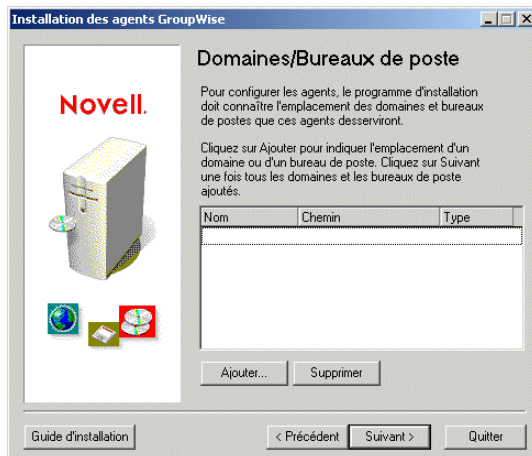 Installation des agents GroupWise
Novell.
Domaines/Bureaux de poste
Pour configurer les agents, le programme d'installation
doit connaître l'emplacement des domaines et bureaux
de postes que ces agents desserviront.
Cliquez sur Ajouter pour indiquer l'emplacement d'un
domaine ou d'un bureau de poste. Cliquez sur Suivant
une fois tous les domaines et les bureaux de poste
ajoutés.
Nom Chemin Type
Ajouter... Supprimer
Guide d'installation < Précédent Suivant > Quitter